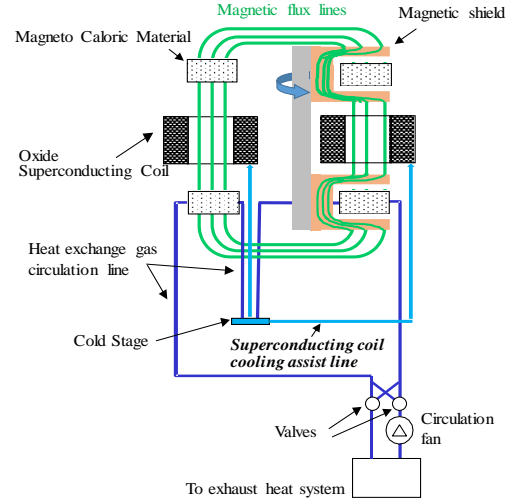 Magnetic flux lines
Magnetic shield
Magneto Caloric Material
Oxide
Superconducting Coil
Heat exchange gas
circulation line
Cold Stage
Superconducting coil
cooling assist line
Valves
Circulation
fan
To exhaust heat system